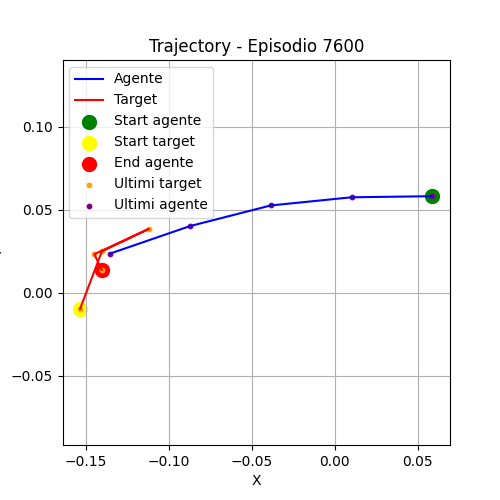 Trajectory - Episodio 7600
Agente
Target
Start agente
Start target
End agente
Ultimi target
Ultimi agente
0.10
0.05
0.00
−0.05
−0.15
−0.10
−0.05
0.00
0.05
X